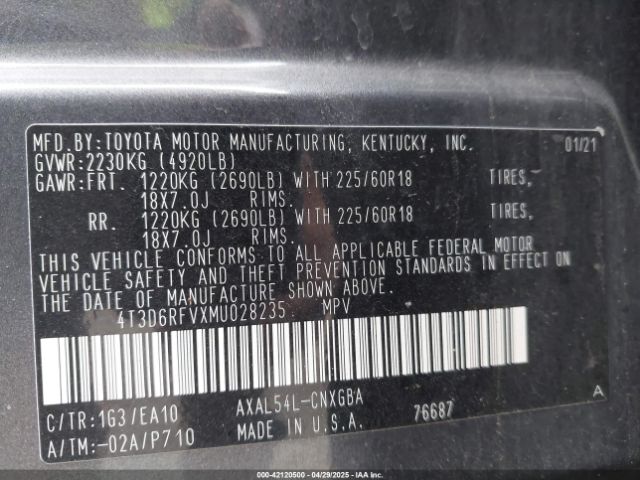 MFD.BY:TOYOTA MOTOR MANUFACTURING, KENTUCKY, INC. 01/21
GVWR:2230KG (4920LB)
GAWR:FRT. 1220KG (2690LB) WITH 225/60R18 TIRES,
18X7.0J RIMS.
RR. 1220KG (2690LB) WITH 225/60R18 TIRES,
18X7.0J RIMS.
THIS VEHICLE CONFORMS TO ALL APPLICABLE FEDERAL MOTOR
VEHICLE SAFETY AND THEFT PREVENTION STANDARDS IN EFFECT ON
THE DATE OF MANUFACTURE SHOWN ABOVE.
4T3D6RFVXMU028235 MPV
C/TR:1G3/EA10 AXAL54L-CNXGBA 76687 A
A/TM:-02A/P710 MADE IN U.S.A.
000-42120500 04/29/2025 IAA